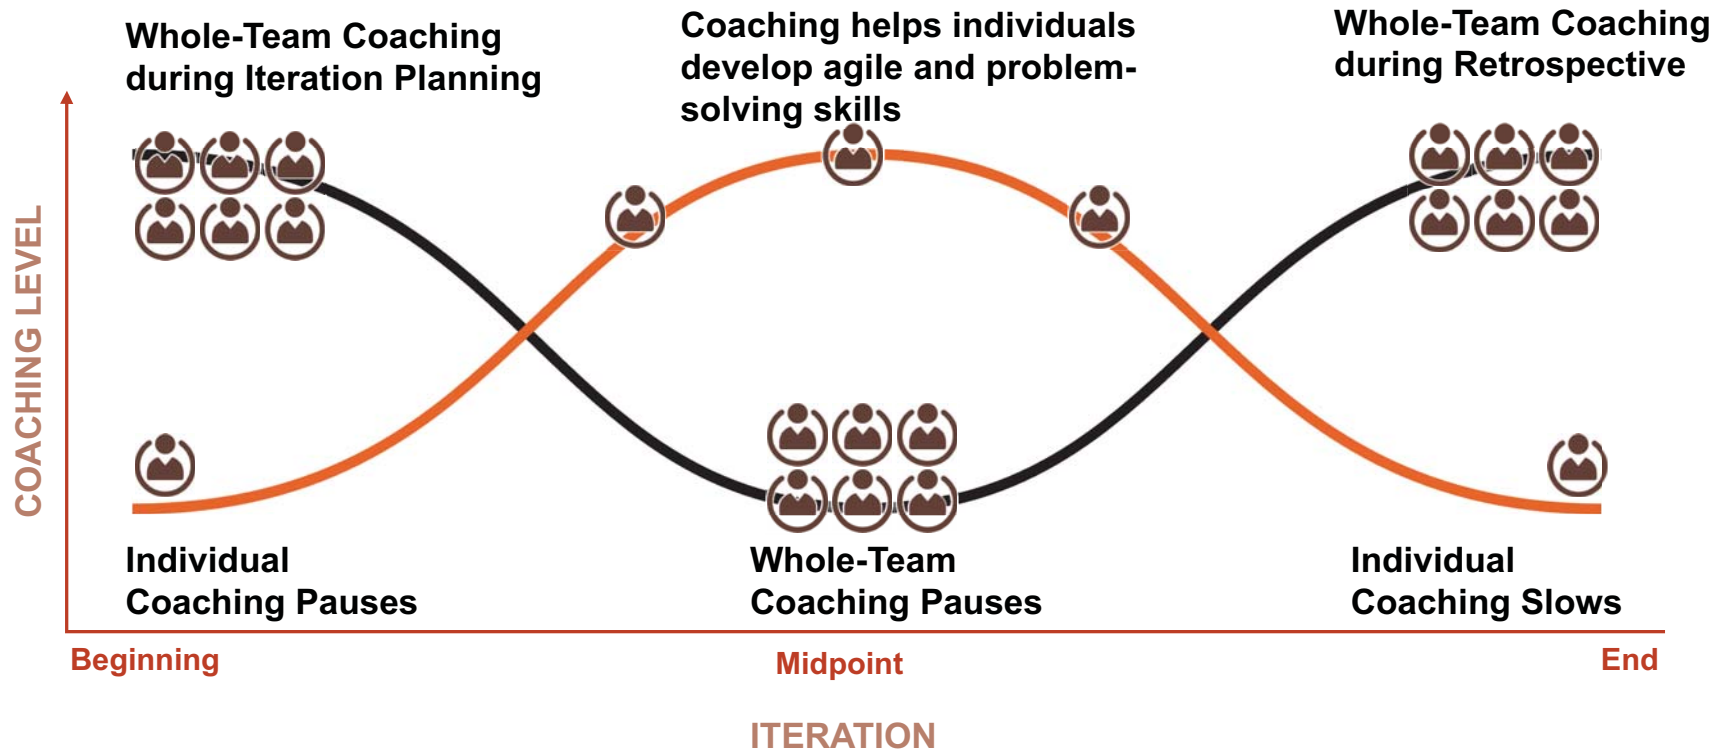 Whole-Team Coaching
during Iteration Planning
Coaching helps individuals
develop agile and problem-
solving skills
Whole-Team Coaching
during Retrospective
COACHING LEVEL
Individual
Coaching Pauses
Whole-Team
Coaching Pauses
Individual
Coaching Slows
Beginning
Midpoint
End
ITERATION